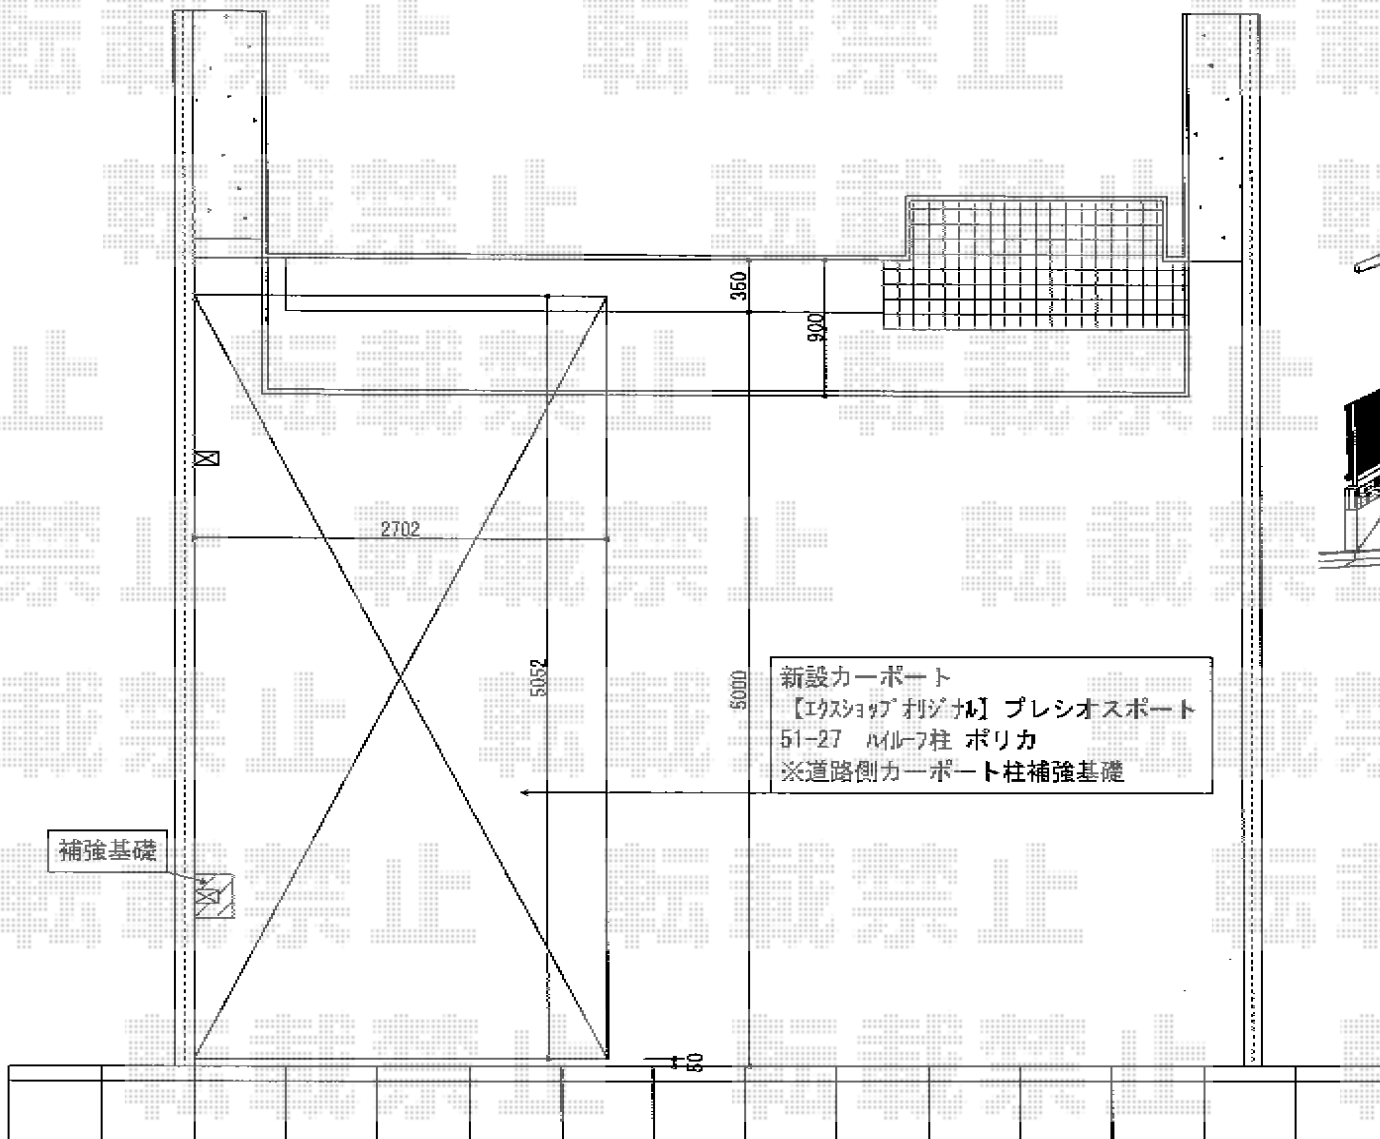 転載禁止
360
900
2702
5052
5000
新設カーポート
【ｴｸｽｼｮｯﾌﾟｵﾘｼﾞﾅﾙ】プレシオスポート
51-27 ﾊｲﾙｰﾌ柱 ポリカ
※道路側カーポート柱補強基礎
補強基礎
50